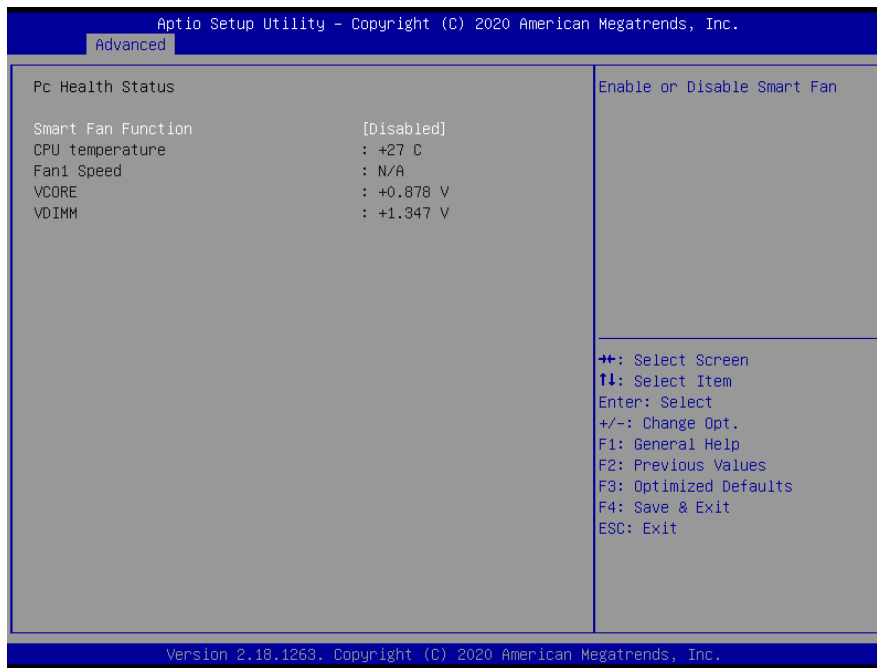 Aptio Setup Utility – Copyright (C) 2020 American Megatrends, Inc.
Advanced
Pc Health Status
Smart Fan Function [Disabled]
CPU temperature : +27 C
Fan1 Speed : N/A
VCORE : +0.878 V
VDIMM : +1.347 V
Enable or Disable Smart Fan
→←: Select Screen
↑↓: Select Item
Enter: Select
+/-: Change Opt.
F1: General Help
F2: Previous Values
F3: Optimized Defaults
F4: Save & Exit
ESC: Exit
Version 2.18.1263. Copyright (C) 2020 American Megatrends, Inc.